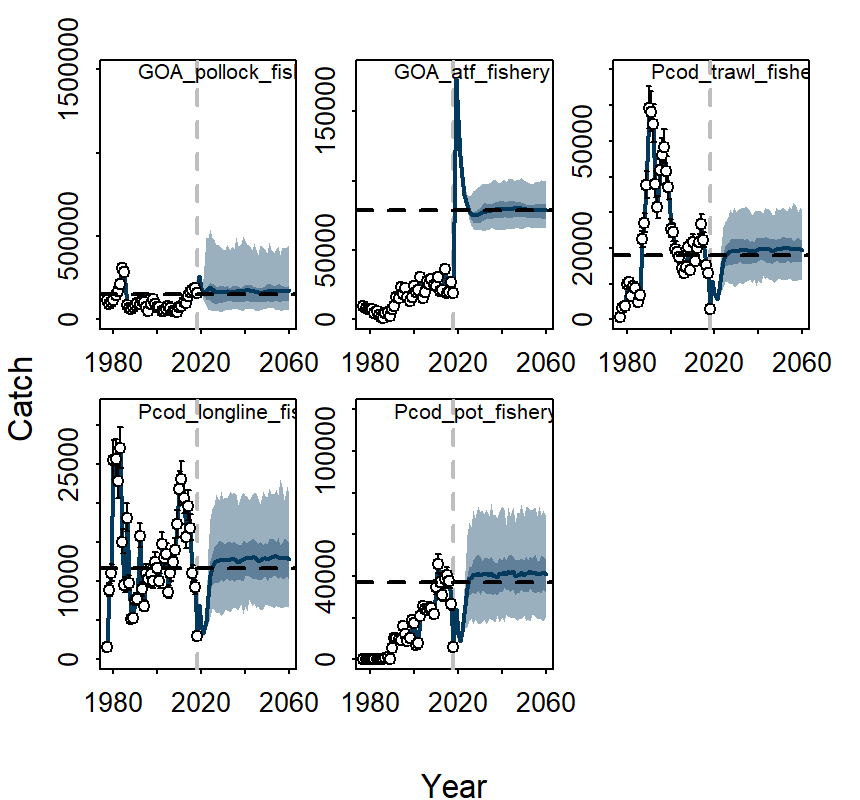 GOA_pollock_fish
GOA_atf_fishery
Pcod_trawl_fishe
1500000
500000
0
150000
50000
0
50000
20000
0
1980 2020 2060
1980 2020 2060
1980 2020 2060
Catch
Pcod_longline_fis
Pcod_pot_fishery
25000
10000
0
100000
40000
0
1980 2020 2060
1980 2020 2060
Year